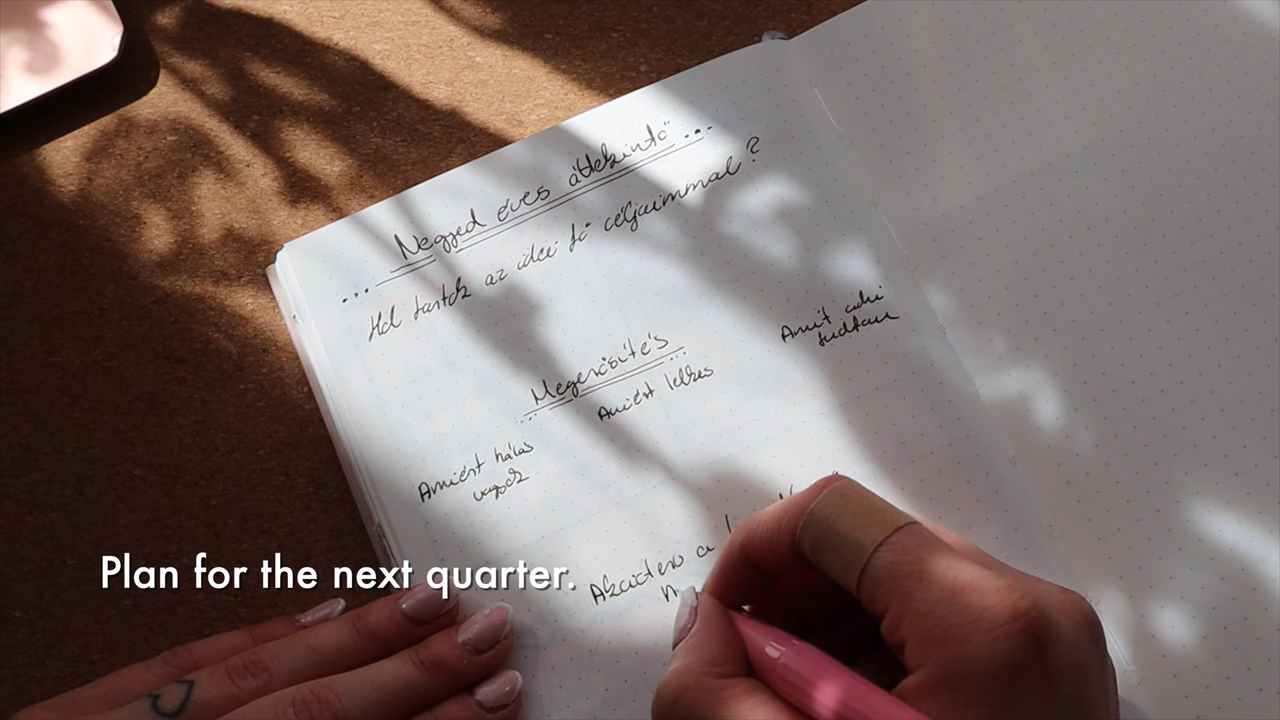 ... Negyed éves áttekintő ...
Hol tartok az idei fő céljaimmal?
Megerősítés
Amiért hálás
vagyok
Amiért lelkes
Amit adni
tudtam
a
Plan for the next quarter.